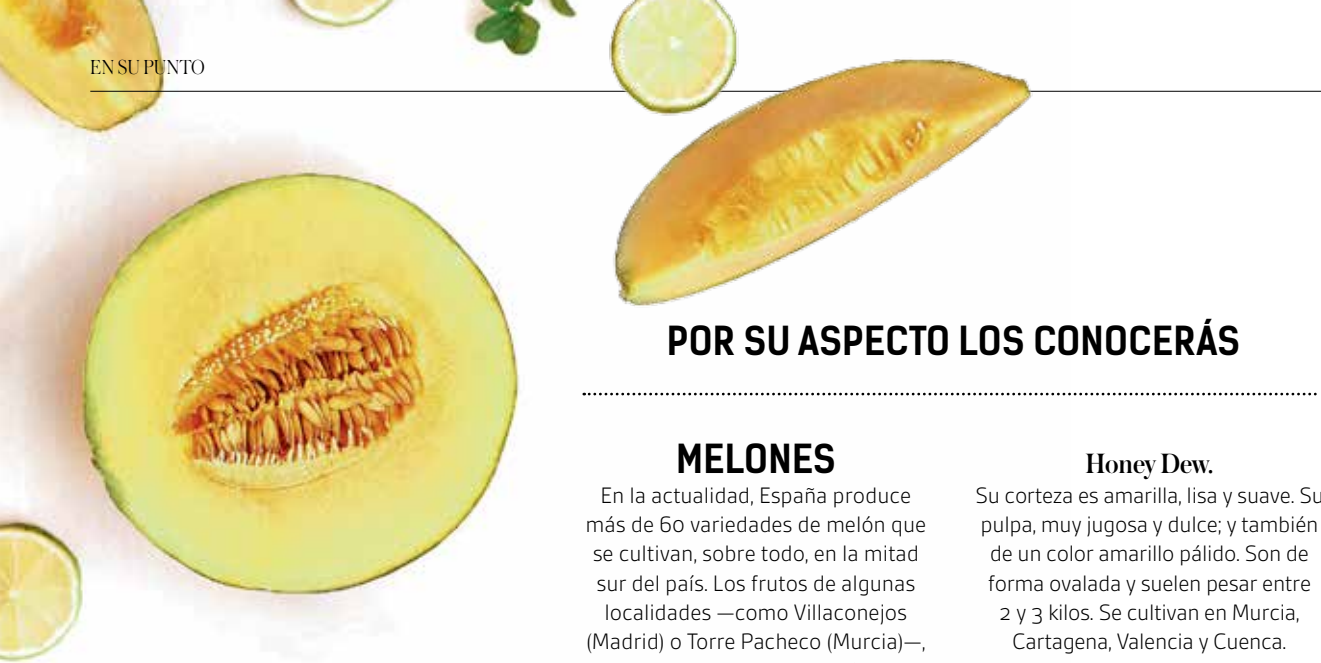 EN SU PUNTO
POR SU ASPECTO LOS CONOCERÁS
MELONES
En la actualidad, España produce
más de 60 variedades de melón que
se cultivan, sobre todo, en la mitad
sur del país. Los frutos de algunas
localidades —como Villaconejos
(Madrid) o Torre Pacheco (Murcia)—,
Honey Dew.
Su corteza es amarilla, lisa y suave. Su
pulpa, muy jugosa y dulce; y también
de un color amarillo pálido. Son de
forma ovalada y suelen pesar entre
2 y 3 kilos. Se cultivan en Murcia,
Cartagena, Valencia y Cuenca.